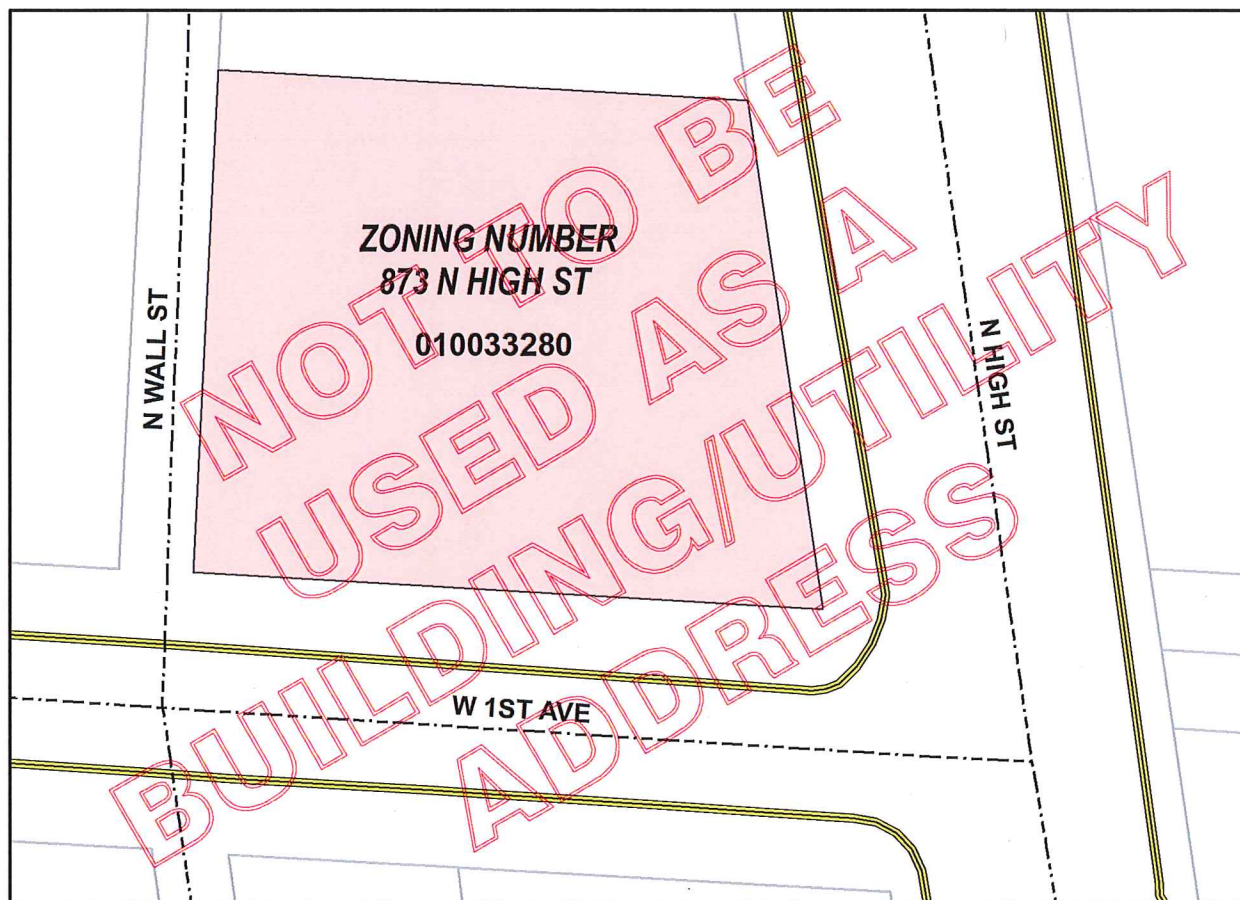 ZONING NUMBER
873 N HIGH ST
010033280
N WALL ST
N HIGH ST
W 1ST AVE
NOT TO BE
USED AS A
BUILDING/UTILITY
ADDRESS